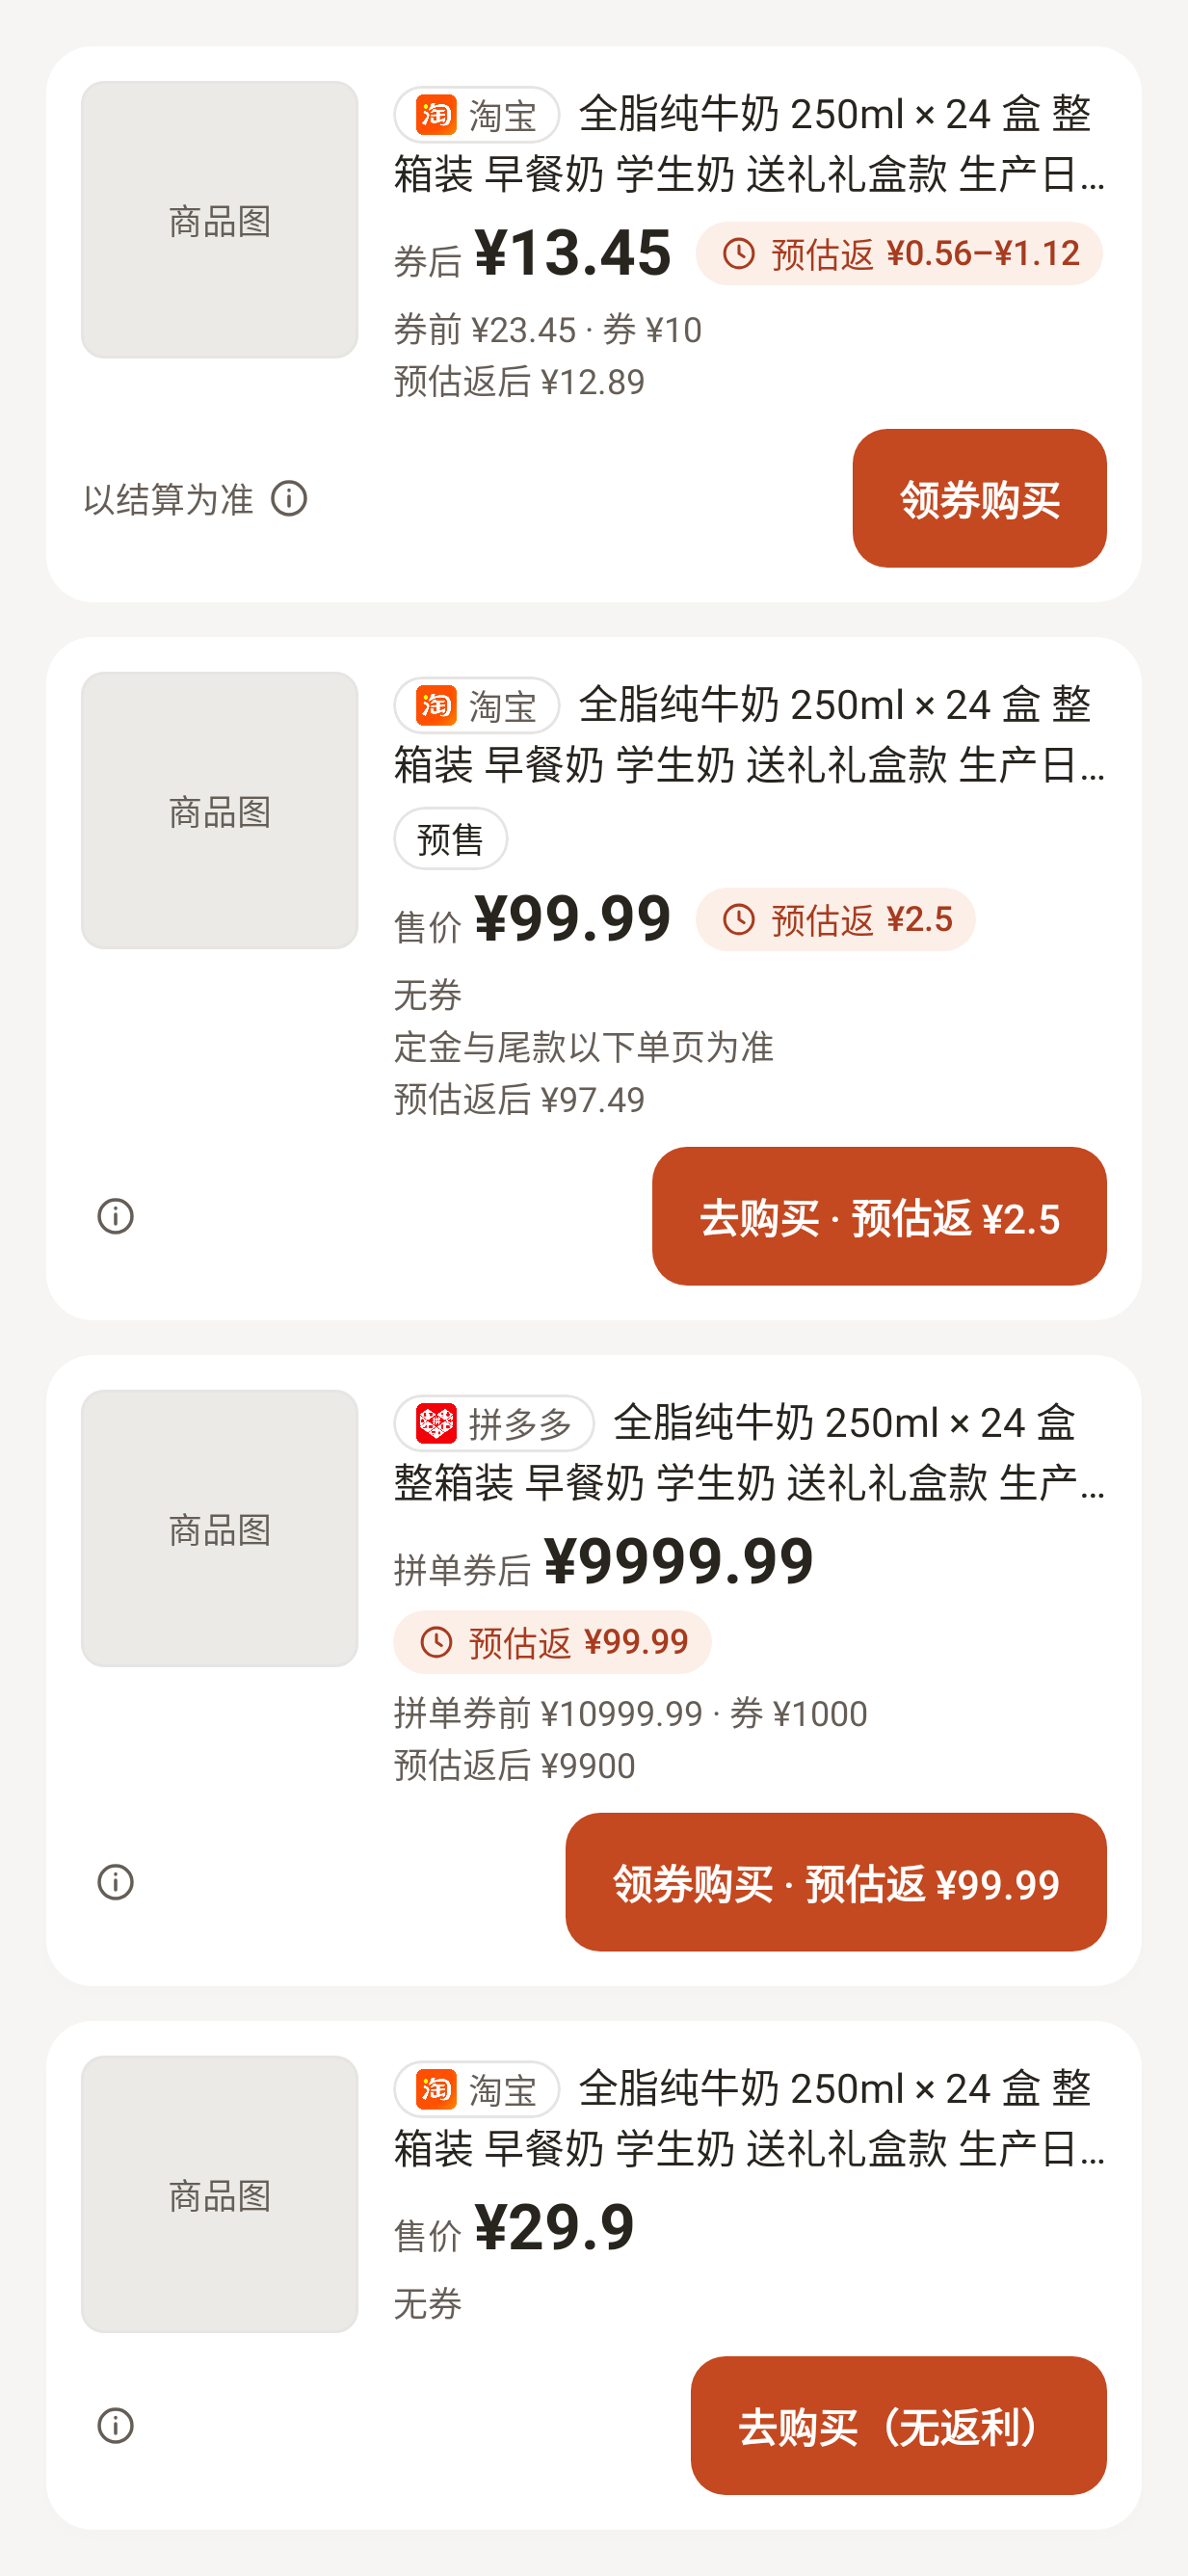 商品图
淘 淘宝 全脂纯牛奶 250ml × 24 盒 整
箱装 早餐奶 学生奶 送礼礼盒款 生产日...
券后 ¥13.45 预估返 ¥0.56–¥1.12
券前 ¥23.45 · 券 ¥10
预估返后 ¥12.89
以结算为准
领券购买
商品图
淘 淘宝 全脂纯牛奶 250ml × 24 盒 整
箱装 早餐奶 学生奶 送礼礼盒款 生产日...
预售
售价 ¥99.99 预估返 ¥2.5
无券
定金与尾款以下单页为准
预估返后 ¥97.49
去购买 · 预估返 ¥2.5
商品图
拼多多 全脂纯牛奶 250ml × 24 盒
整箱装 早餐奶 学生奶 送礼礼盒款 生产...
拼单券后 ¥9999.99
预估返 ¥99.99
拼单券前 ¥10999.99 · 券 ¥1000
预估返后 ¥9900
领券购买 · 预估返 ¥99.99
商品图
淘 淘宝 全脂纯牛奶 250ml × 24 盒 整
箱装 早餐奶 学生奶 送礼礼盒款 生产日...
售价 ¥29.9
无券
去购买（无返利）